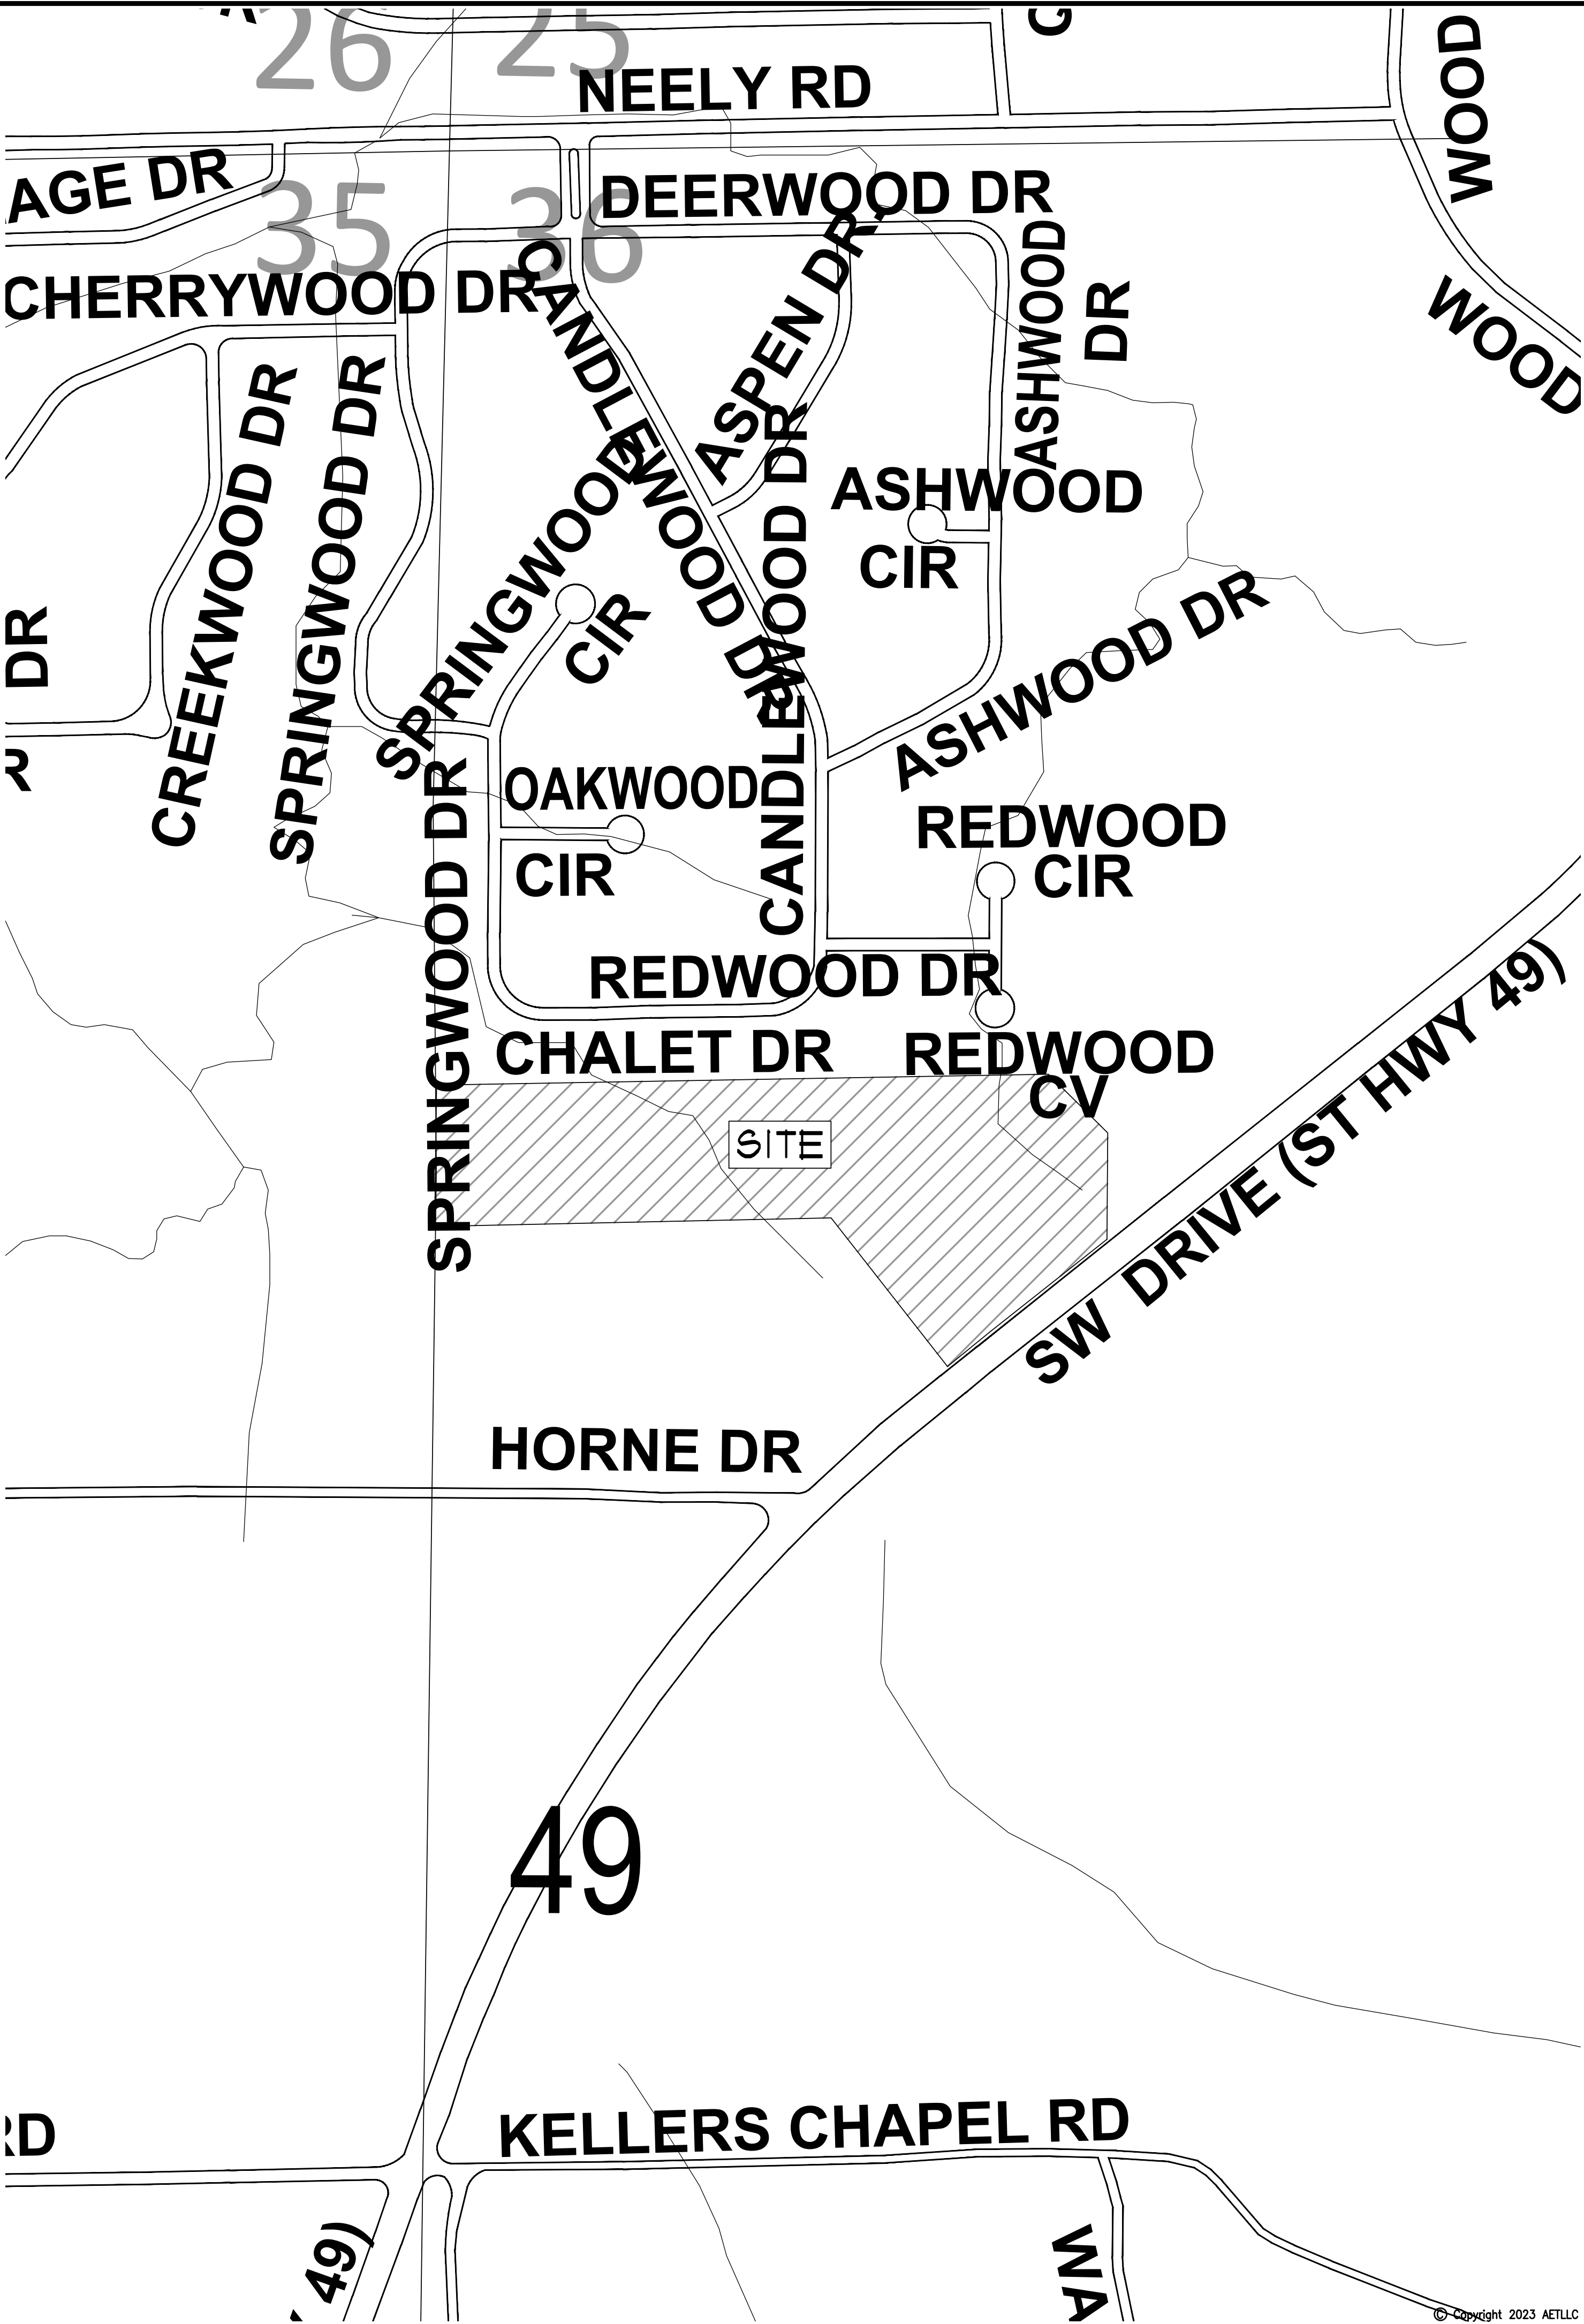 26
25
G
NEELY RD
WOOD
AGE DR
35
36
DEERWOOD DR
ASPEN DR.
ASHWOOD
DR
WOOD
CHERRYWOOD DR
CANDLEWOOD DR
CREEKWOOD DR
SPRINGWOOD DR
SPRINGWOOD
CIR
CANDLEWOOD DR
ASHWOOD
CIR
DR
R
ASHWOOD DR
OAKWOOD
CIR
SPRINGWOOD DR
REDWOOD
CIR
REDWOOD DR
CHALET DR
REDWOOD
CV
SITE
SW DRIVE (ST HWY 49)
HORNE DR
49
KELLERS CHAPEL RD
RD
49)
WA
© Copyright 2023 AETLLC